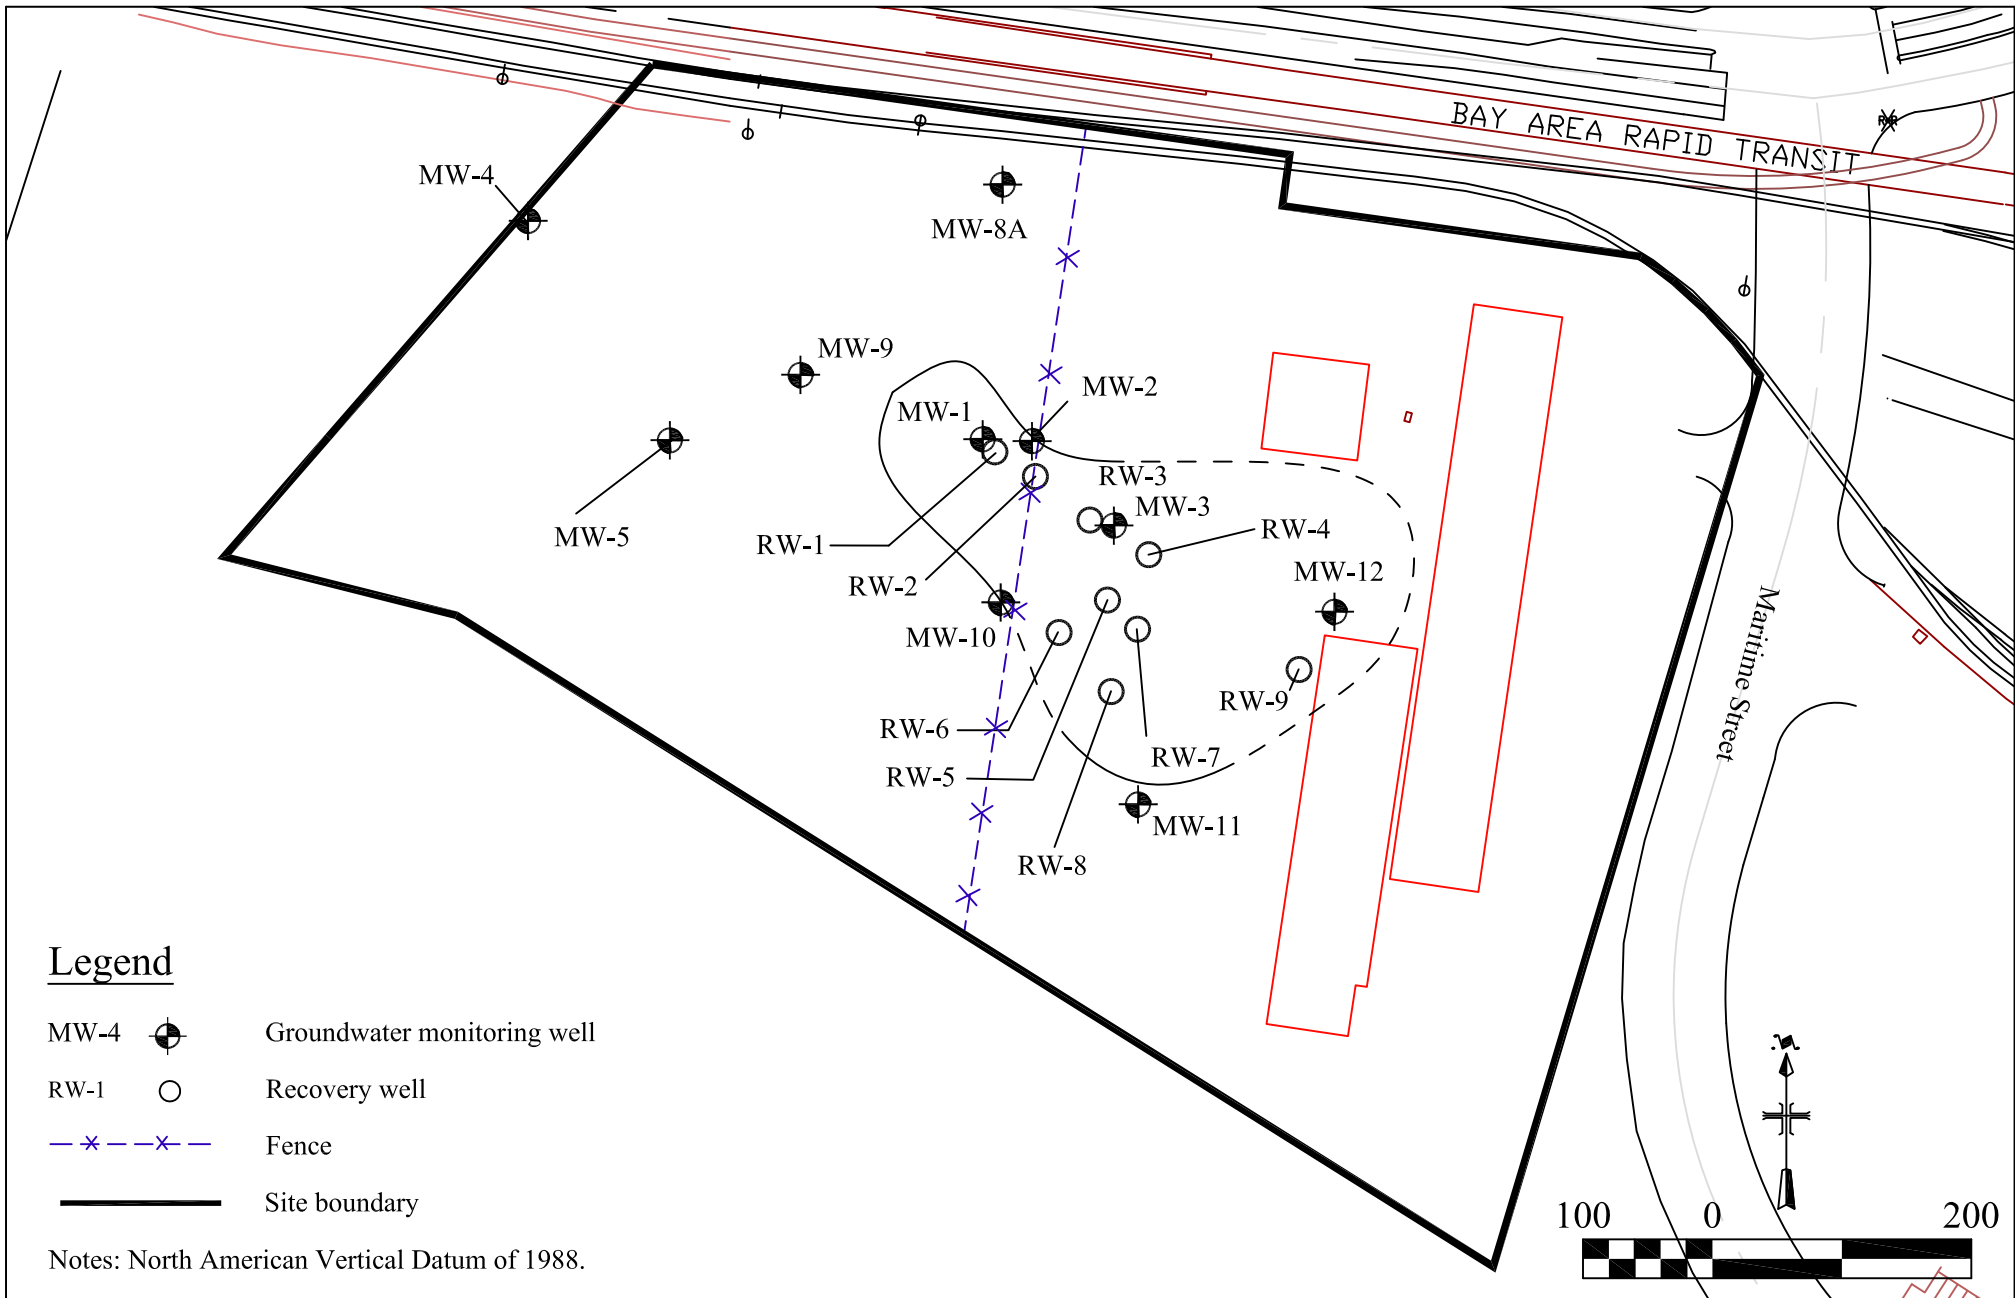 BAY AREA RAPID TRANSIT
MW-4
MW-8A
MW-9
MW-2
MW-1
RW-3
MW-3
MW-5
RW-1
RW-4
RW-2
MW-12
MW-10
RW-9
RW-6
RW-7
RW-5
MW-11
RW-8
Maritime Street
Legend
MW-4 Groundwater monitoring well
RW-1 Recovery well
Fence
Site boundary
Notes: North American Vertical Datum of 1988.
100 0 200
N